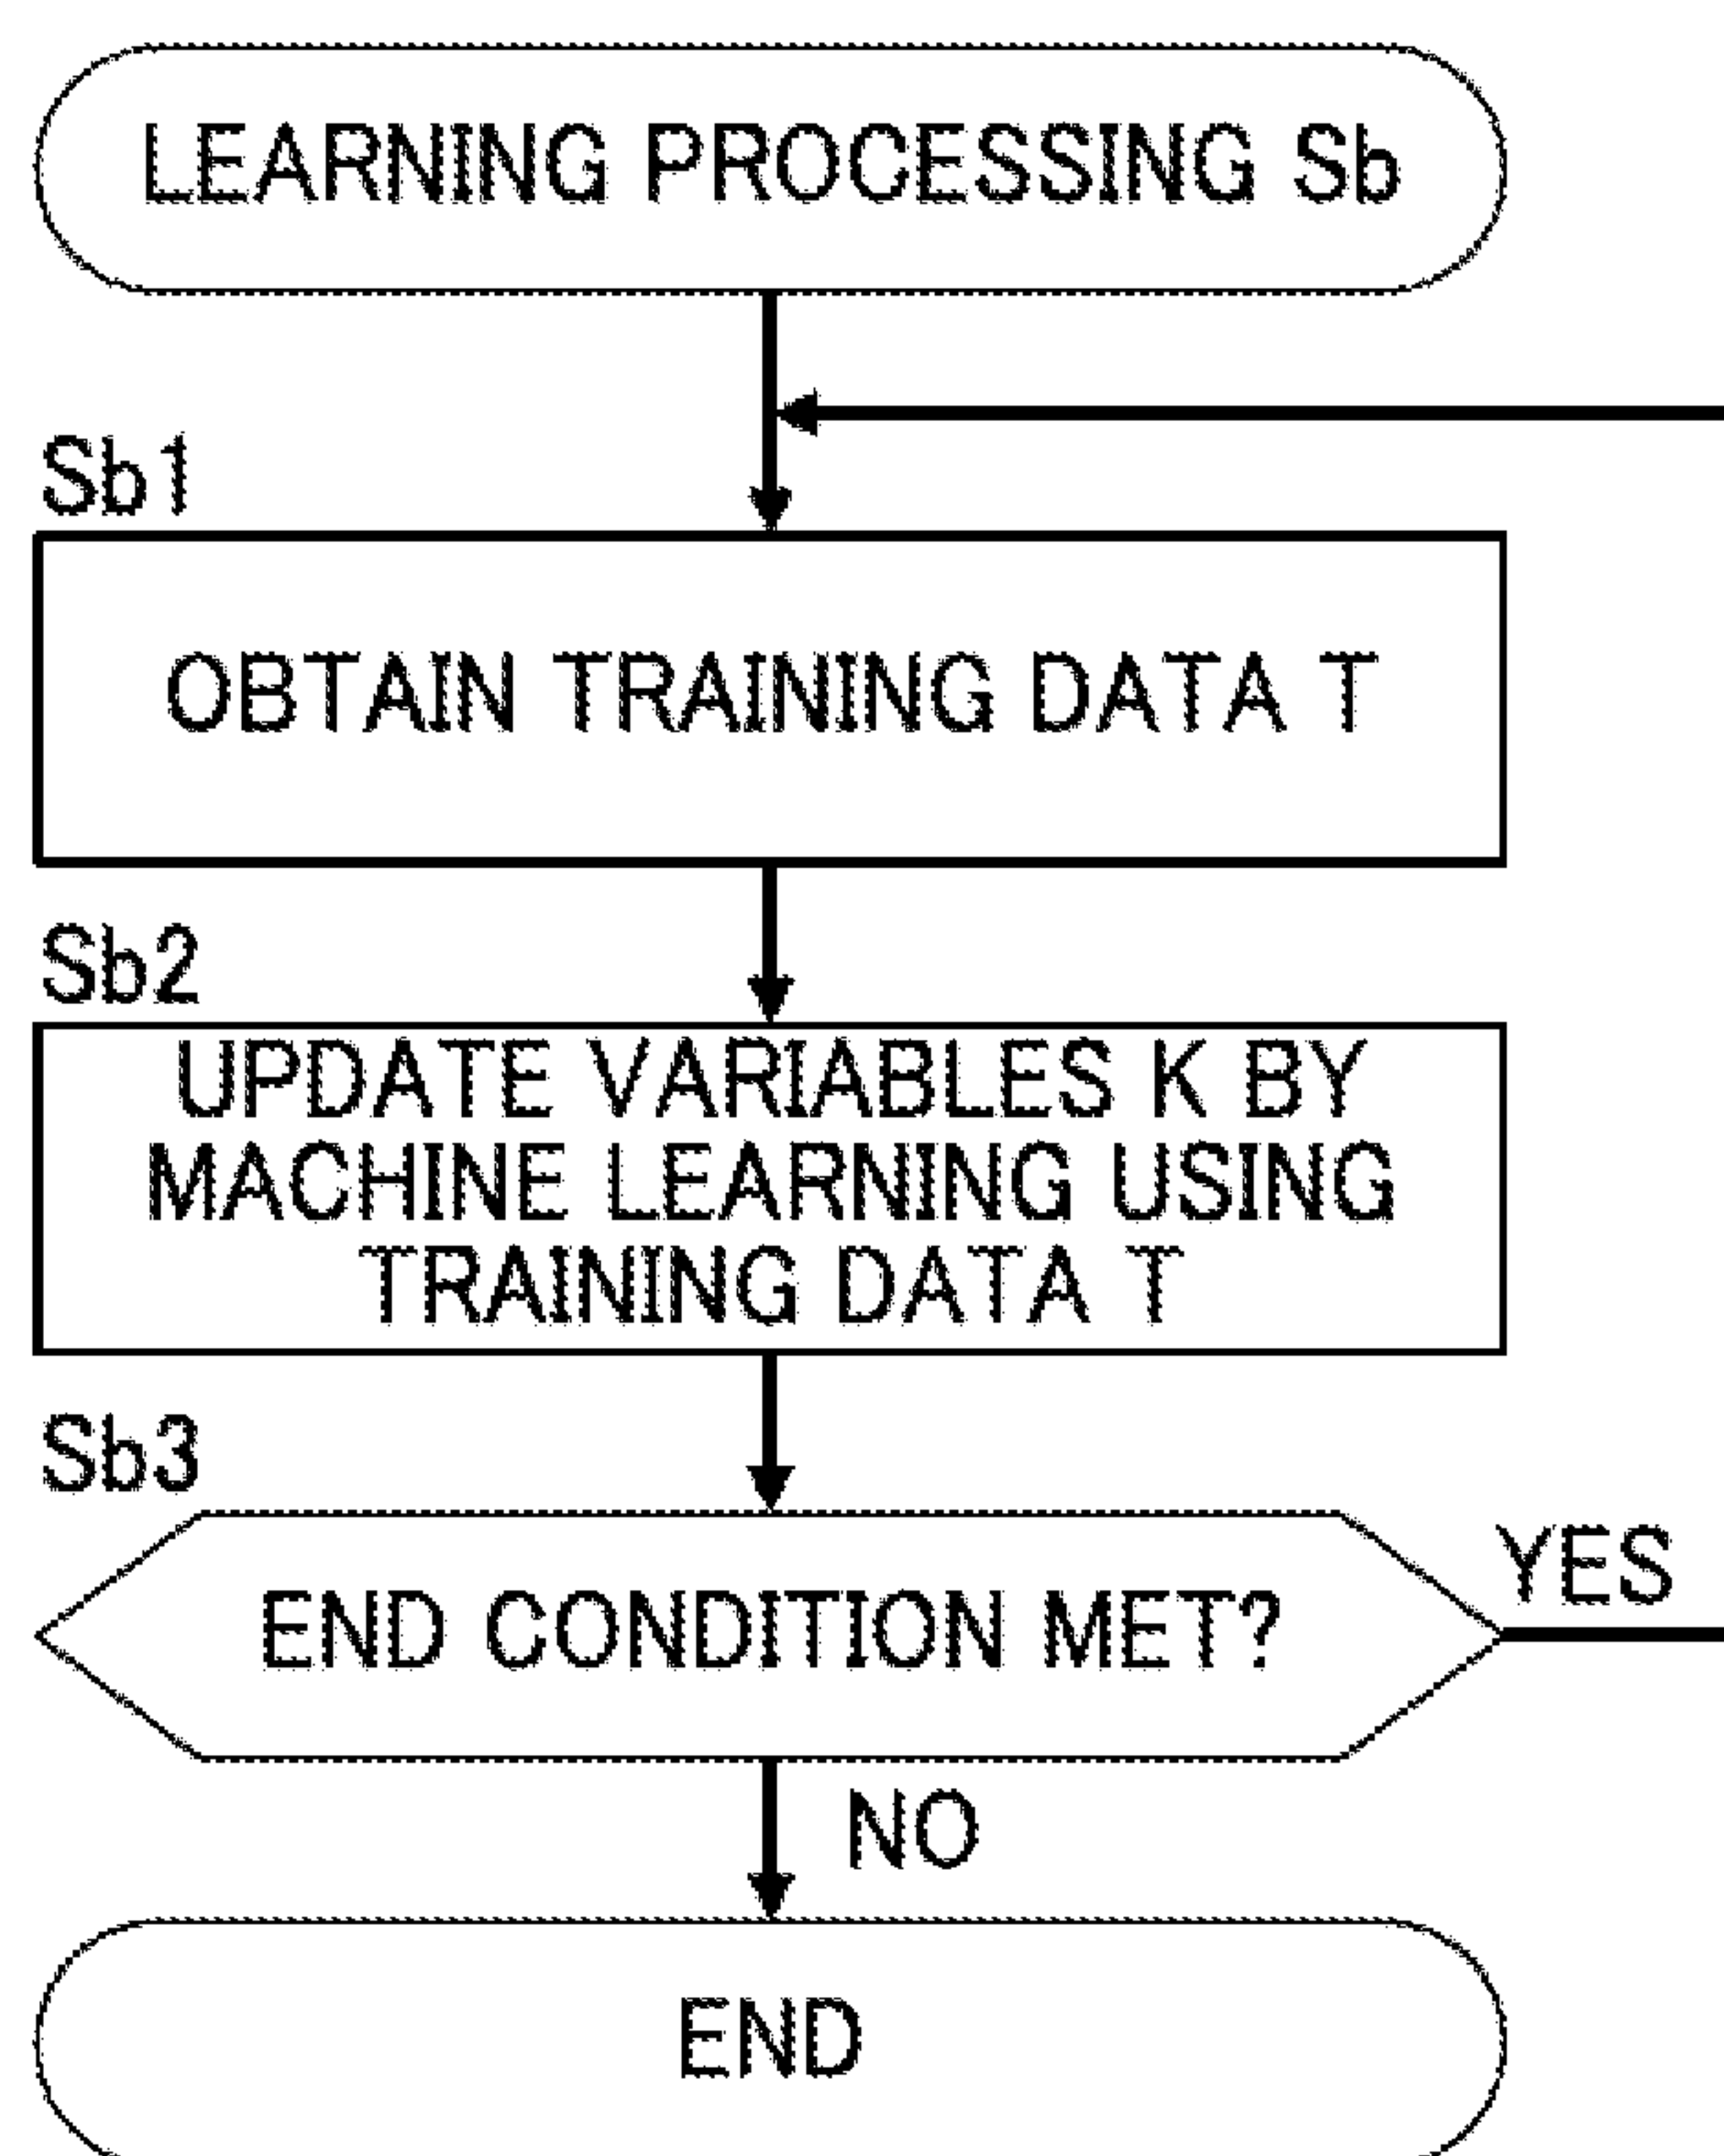 LEARNING PROCESSING Sb
Sb1
OBTAIN TRAINING DATA T
Sb2
UPDATE VARIABLES K BY
MACHINE LEARNING USING
TRAINING DATA T
Sb3
END CONDITION MET?
YES
NO
END